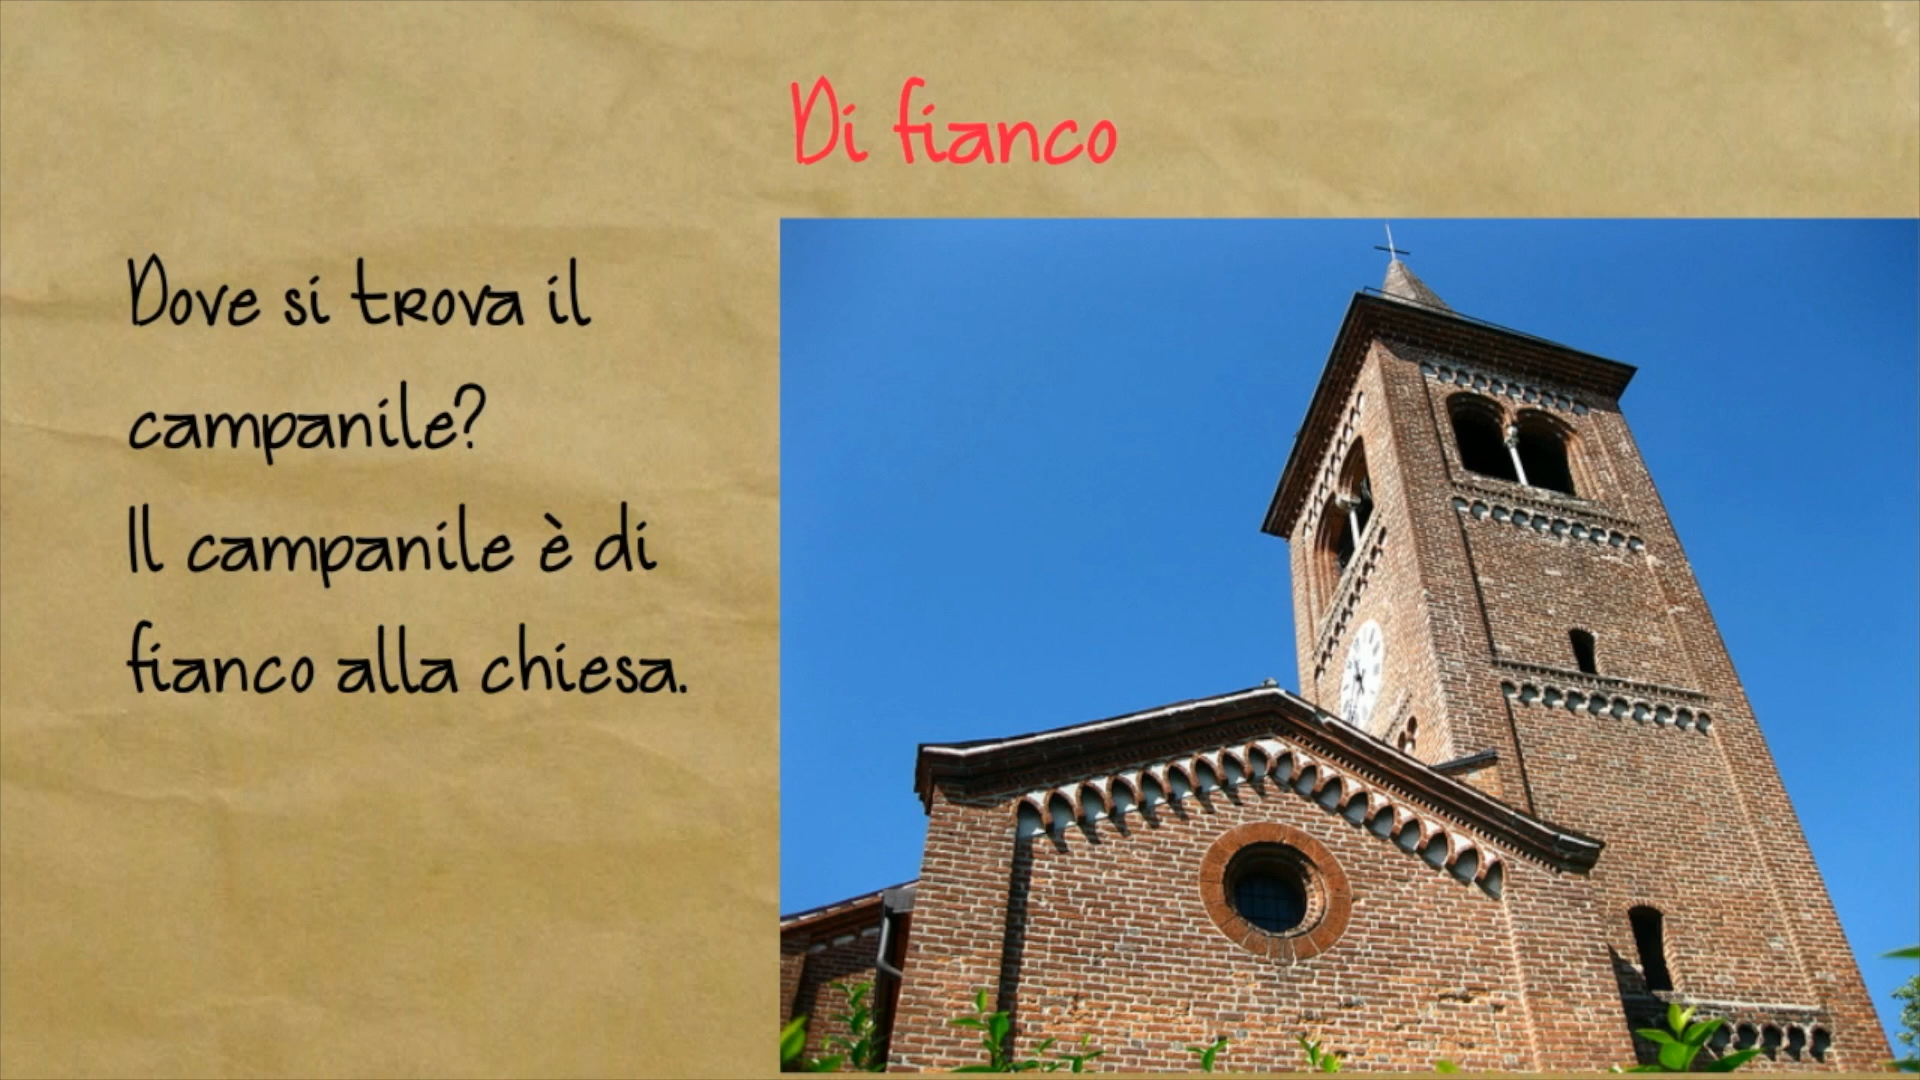 Di fianco
Dove si trova il
campanile?
Il campanile è di
fianco alla chiesa.